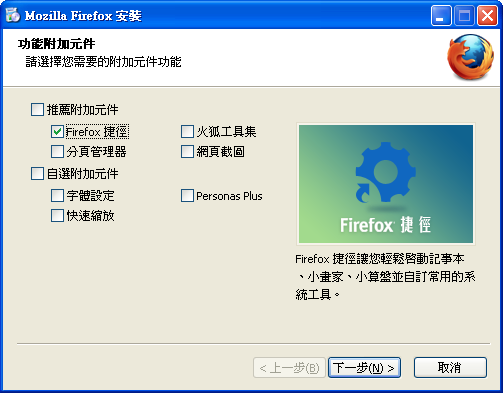 Mozilla Firefox 安裝
功能附加元件
請選擇您需要的附加元件功能
推薦附加元件
Firefox 捷徑
火狐工具集
分頁管理器
網頁截圖
自選附加元件
字體設定
Personas Plus
快速縮放
Firefox 捷徑
Firefox 捷徑讓您輕鬆啟動記事本
、小畫家、小算盤並自訂常用的系
統工具。
< 上一步(B)
下一步(N) >
取消